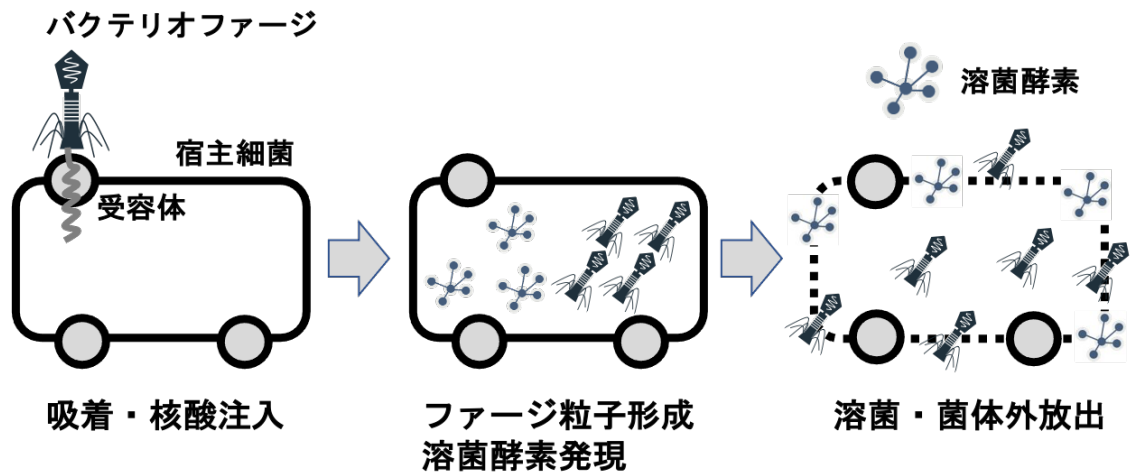 バクテリオファージ
宿主細菌
受容体
溶菌酵素
吸着・核酸注入
ファージ粒子形成
溶菌酵素発現
溶菌・菌体外放出